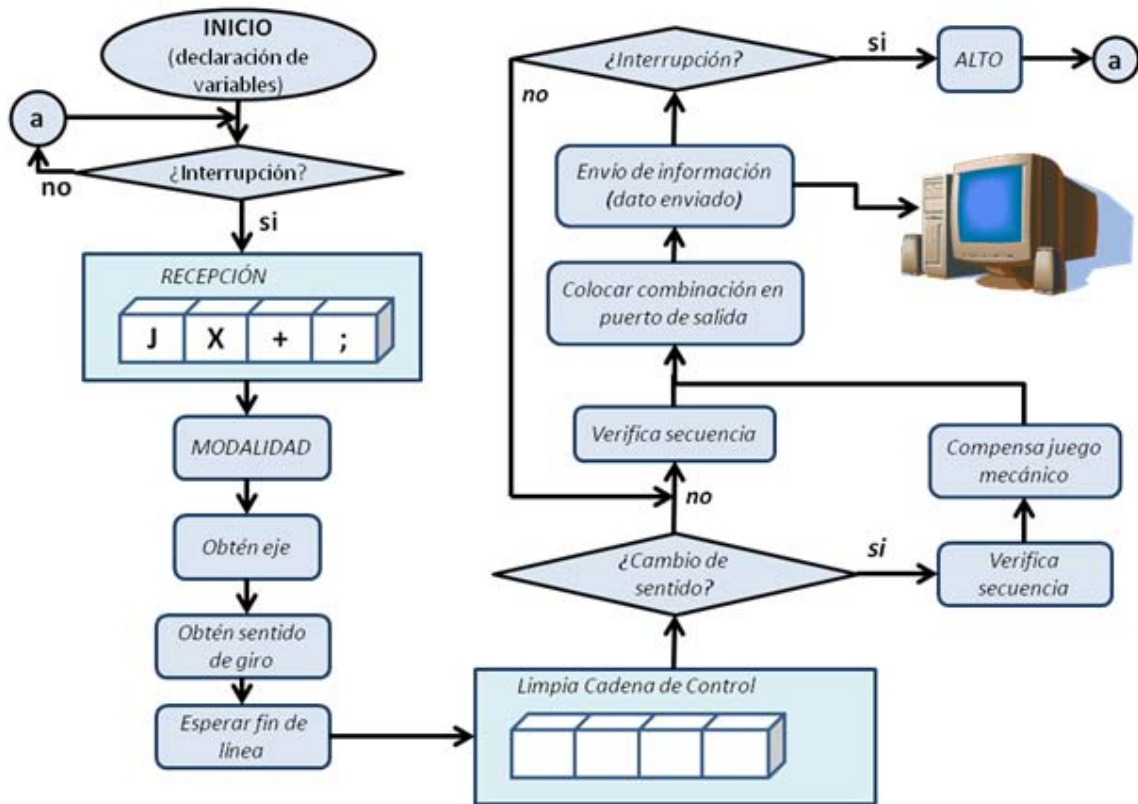 INICIO
(declaración de
variables)
a
¿Interrupción?
no
si
RECEPCIÓN
J X + ;
MODALIDAD
Obtén eje
Obtén sentido
de giro
Esperar fin de
línea
Limpia Cadena de Control
¿Cambio de
sentido?
si
Verifica
secuencia
Compensa juego
mecánico
no
Verifica secuencia
Colocar combinación en
puerto de salida
Envío de información
(dato enviado)
¿Interrupción?
no
si
ALTO
a